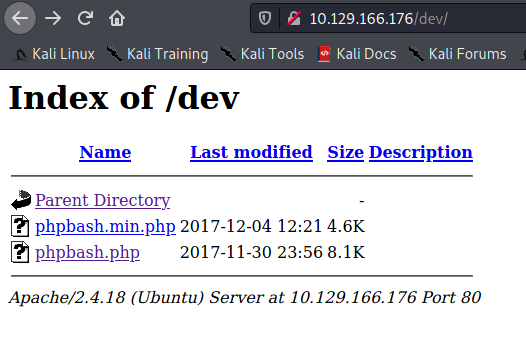 10.129.166.176/dev/
Kali Linux Kali Training Kali Tools Kali Docs Kali Forums
Index of /dev
Name Last modified Size Description
Parent Directory -
phpbash.min.php 2017-12-04 12:21 4.6K
phpbash.php 2017-11-30 23:56 8.1K
Apache/2.4.18 (Ubuntu) Server at 10.129.166.176 Port 80